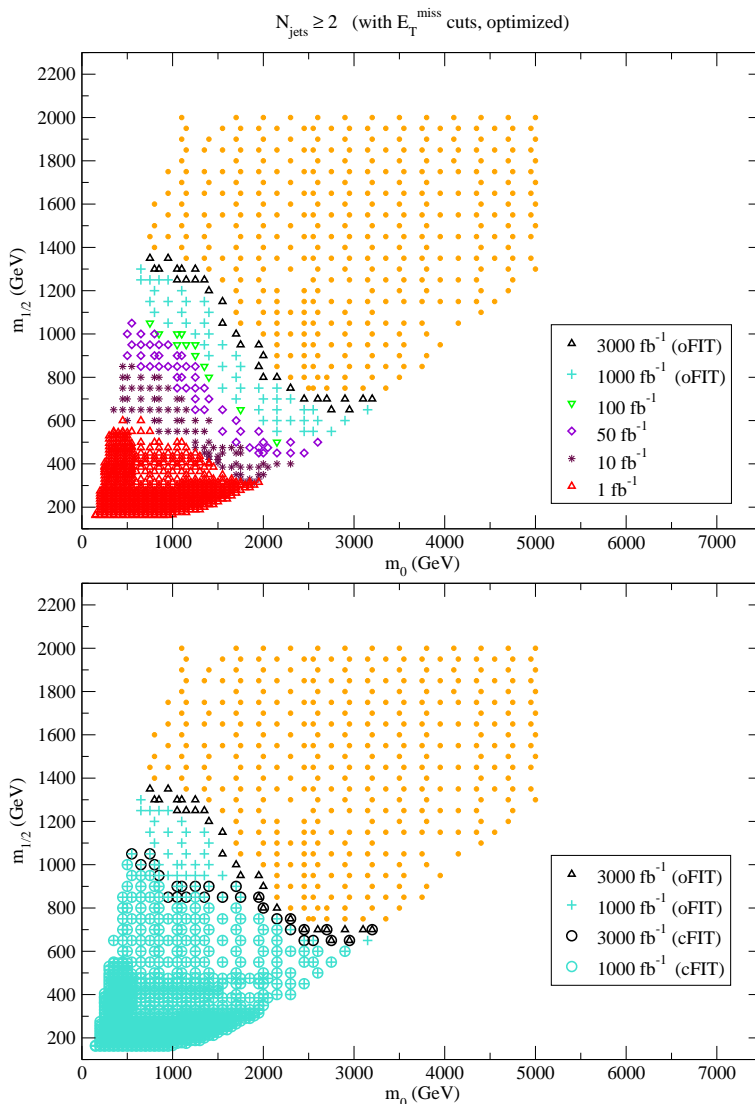 N_jets ≥ 2 (with E_T^miss cuts, optimized)
2200
2000
1800
1600
1400
1200
1000
800
600
400
200
m_1/2 (GeV)
3000 fb^-1 (oFIT)
1000 fb^-1 (oFIT)
100 fb^-1
50 fb^-1
10 fb^-1
1 fb^-1
0 1000 2000 3000 4000 5000 6000 7000
m_0 (GeV)
2200
2000
1800
1600
1400
1200
1000
800
600
400
200
m_1/2 (GeV)
3000 fb^-1 (oFIT)
1000 fb^-1 (oFIT)
3000 fb^-1 (cFIT)
1000 fb^-1 (cFIT)
0 1000 2000 3000 4000 5000 6000 7000
m_0 (GeV)